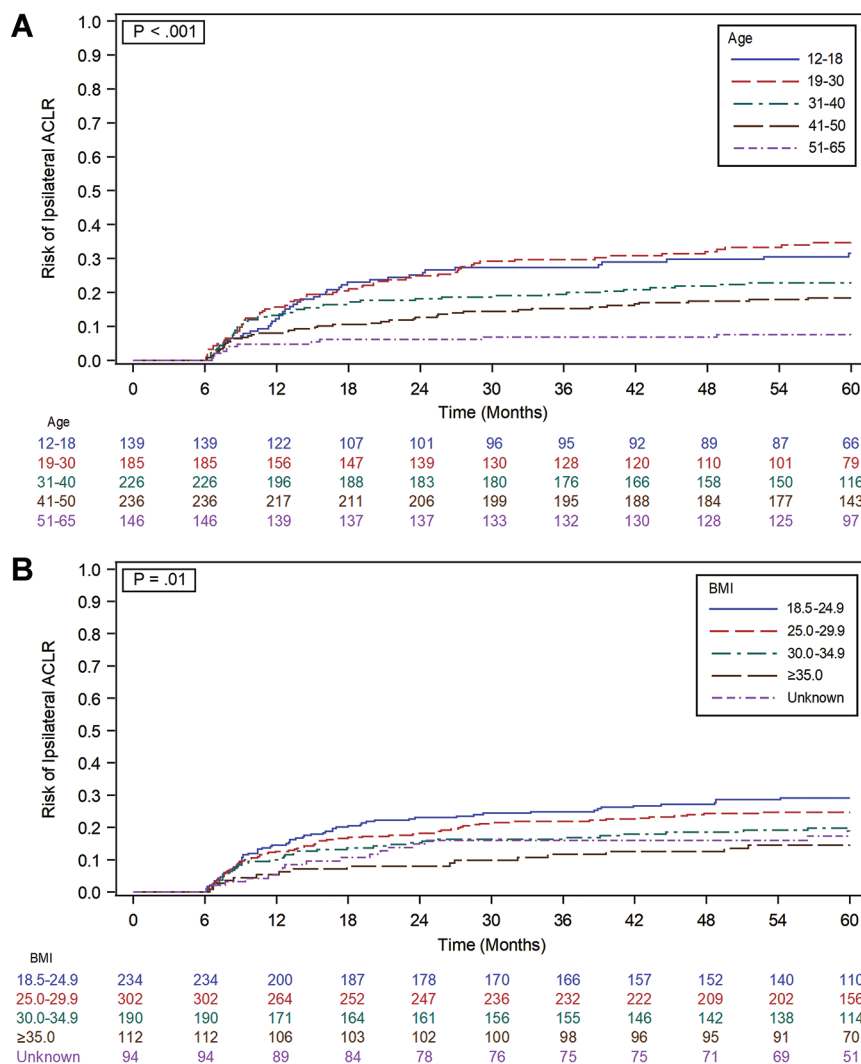 A
P < .001
Age
12-18
19-30
31-40
41-50
51-65
Risk of Ipsilateral ACLR
1.0
0.9
0.8
0.7
0.6
0.5
0.4
0.3
0.2
0.1
0.0
0 6 12 18 24 30 36 42 48 54 60
Time (Months)
Age
12-18 139 139 122 107 101 96 95 92 89 87 66
19-30 185 185 156 147 139 130 128 120 110 101 79
31-40 226 226 196 188 183 180 176 166 158 150 116
41-50 236 236 217 211 206 199 195 188 184 177 143
51-65 146 146 139 137 137 133 132 130 128 125 97
B
P = .01
BMI
18.5-24.9
25.0-29.9
30.0-34.9
≥35.0
Unknown
Risk of Ipsilateral ACLR
1.0
0.9
0.8
0.7
0.6
0.5
0.4
0.3
0.2
0.1
0.0
0 6 12 18 24 30 36 42 48 54 60
Time (Months)
BMI
18.5-24.9 234 234 200 187 178 170 166 157 152 140 110
25.0-29.9 302 302 264 252 247 236 232 222 209 202 156
30.0-34.9 190 190 171 164 161 156 155 146 142 138 114
≥35.0 112 112 106 103 102 100 98 96 95 91 70
Unknown 94 94 89 84 78 76 75 75 71 69 51